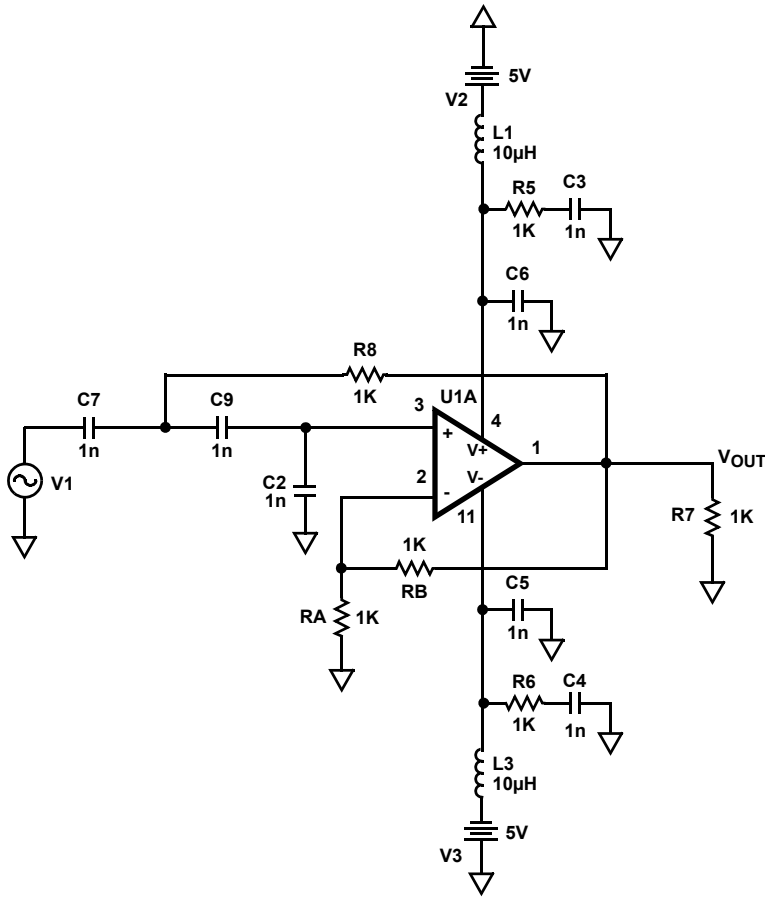 5V
V2
L1
10µH
R5
C3
1K
1n
C6
1n
R8
1K
C7
C9
1n
1n
U1A
3
4
+
V+
1
VOUT
V1
C2
1n
2
-
V-
11
R7
1K
1K
RB
RA
1K
C5
1n
R6
C4
1K
1n
L3
10µH
5V
V3